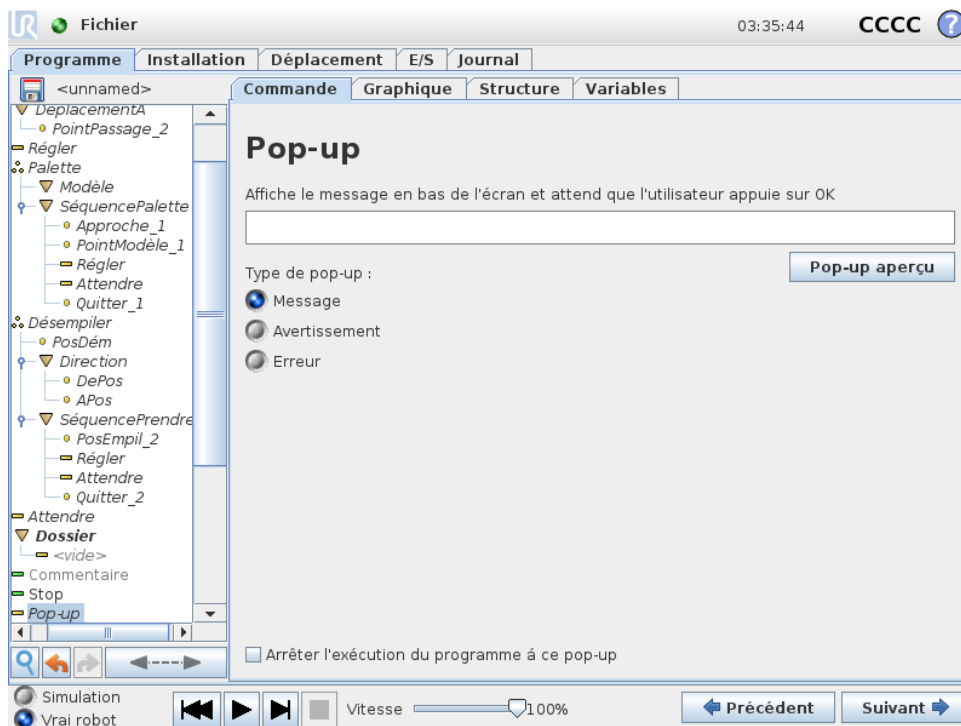 UR Fichier 03:35:44 CCCC ?
Programme Installation Déplacement E/S Journal
<unnamed>
Commande Graphique Structure Variables
DéplacementA
PointPassage_2
Régler
Palette
Modèle
SéquencePalette
Approche_1
PointModèle_1
Régler
Attendre
Quitter_1
Désempiler
PosDém
Direction
DePos
APos
SéquencePrendre
PosEmpil_2
Régler
Attendre
Quitter_2
Attendre
Dossier
<vide>
Commentaire
Stop
Pop-up
Pop-up
Affiche le message en bas de l'écran et attend que l'utilisateur appuie sur OK
Pop-up aperçu
Type de pop-up :
Message
Avertissement
Erreur
Arrêter l'exécution du programme á ce pop-up
Simulation
Vrai robot
Vitesse 100%
Précédent Suivant